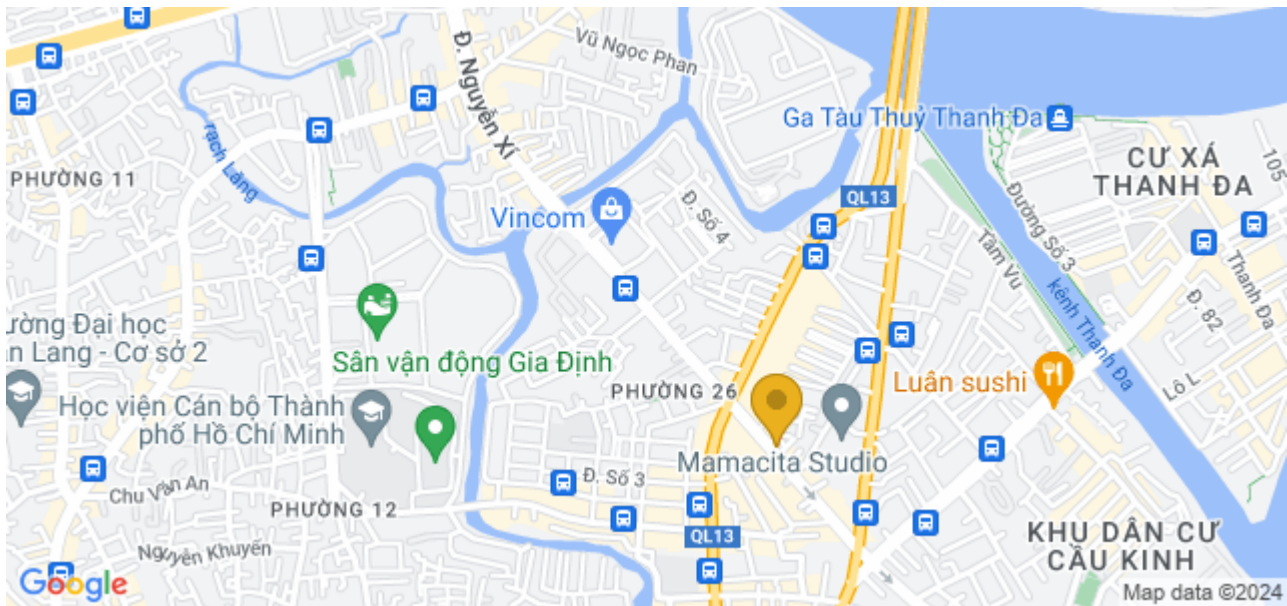 Vũ Ngọc Phan
Đ. Nguyễn Xí
Ga Tàu Thuỷ Thanh Đa
rạch Lăng
PHƯỜNG 11
CƯ XÁ
THANH ĐA
105
QL13
Vincom
Đ. Số 4
Đường Số 3
Tầm Vu
kênh Thanh Đa
Thanh Đa
Đ. 82
ường Đại học
n Lang - Cơ sở 2
Sân vận động Gia Định
PHƯỜNG 26
Luân sushi
Lô L
Học viện Cán bộ Thành
phố Hồ Chí Minh
Mamacita Studio
Đ. Số 3
Chu Văn An
PHƯỜNG 12
QL13
KHU DÂN CƯ
CẦU KINH
Nguyễn Khuyến
Google
Map data ©2024